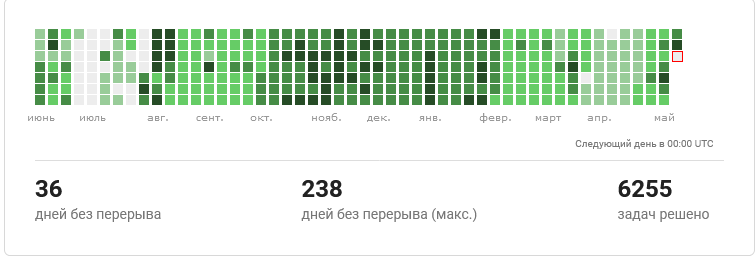 июнь июль авг. сент. окт. нояб. дек. янв. февр. март апр. май
Следующий день в 00:00 UTC
36 238 6255
дней без перерыва дней без перерыва (макс.) задач решено